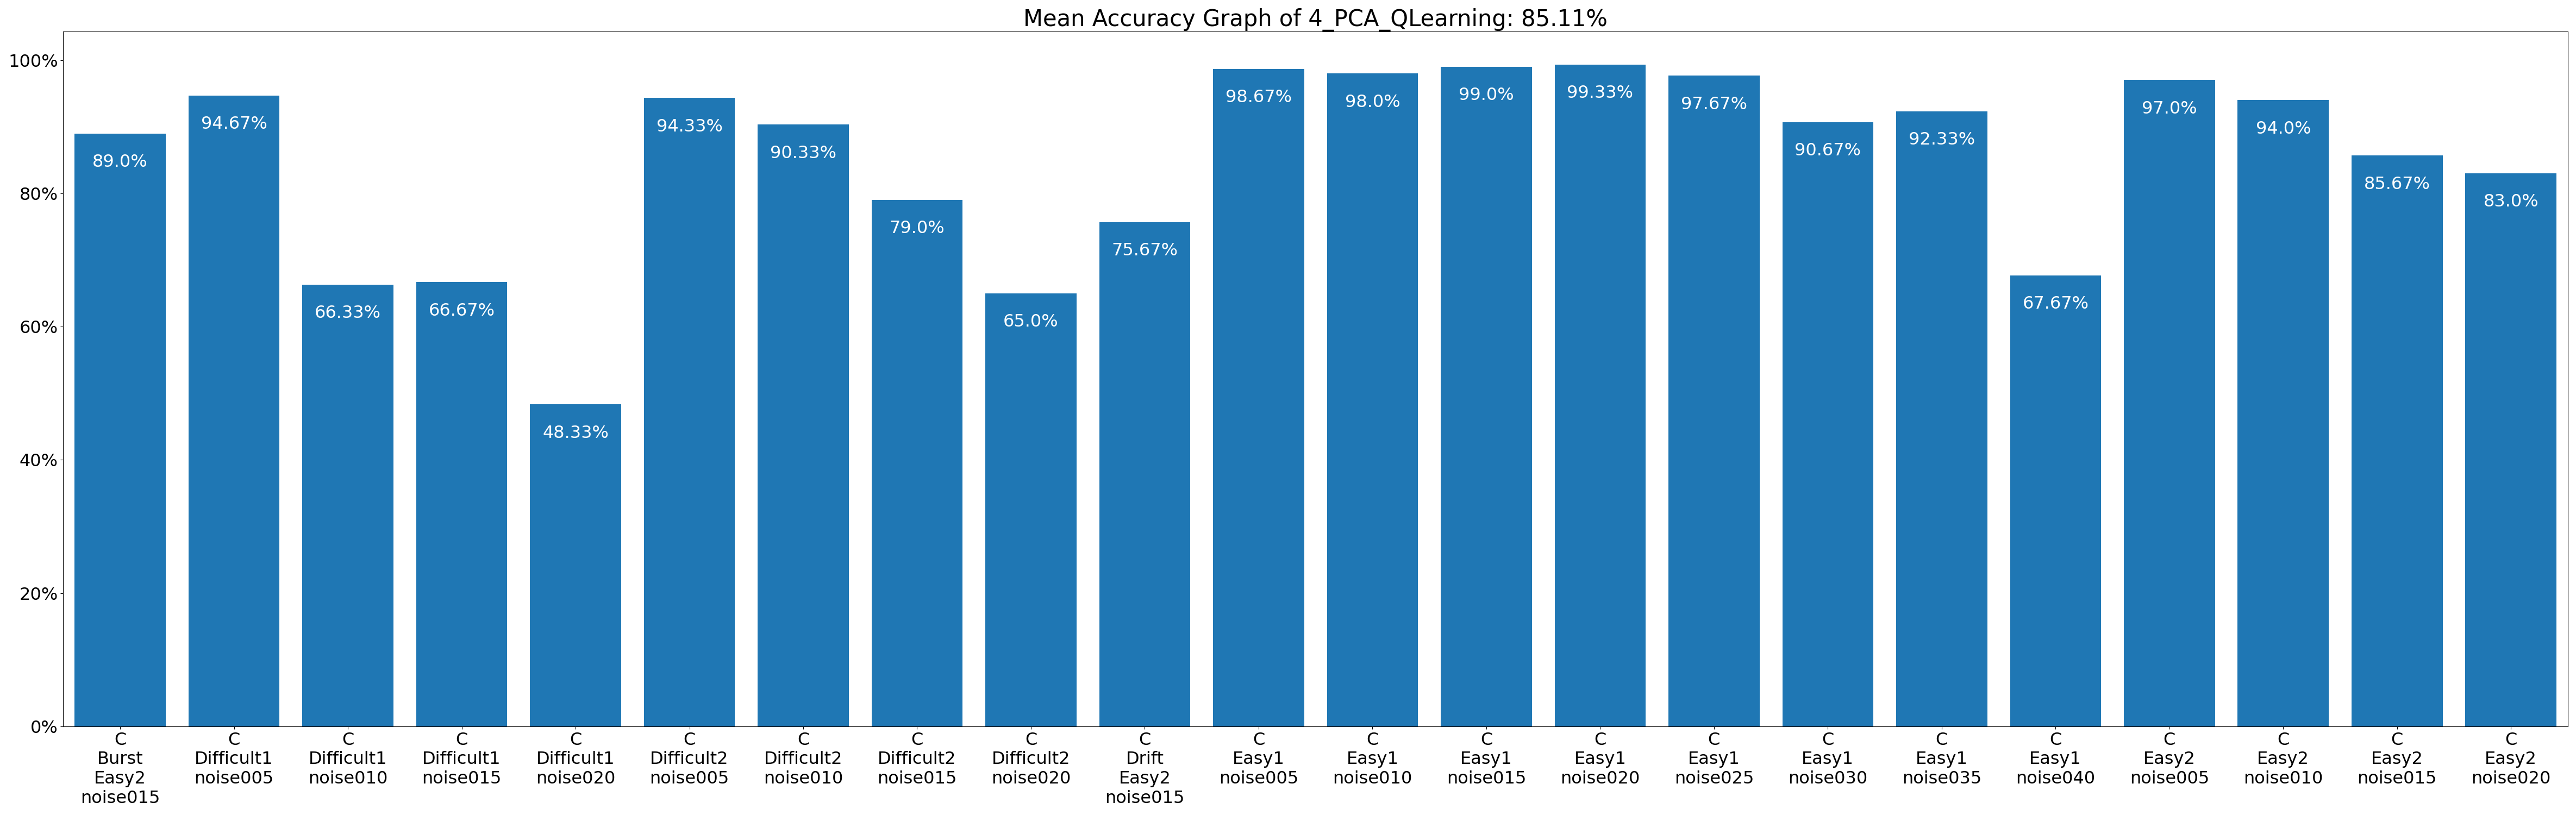 Mean Accuracy Graph of 4_PCA_QLearning: 85.11%
100%
80%
60%
40%
20%
0%
89.0%
94.67%
66.33%
66.67%
48.33%
94.33%
90.33%
79.0%
65.0%
75.67%
98.67%
98.0%
99.0%
99.33%
97.67%
90.67%
92.33%
67.67%
97.0%
94.0%
85.67%
83.0%
C
Burst
Easy2
noise015
C
Difficult1
noise005
C
Difficult1
noise010
C
Difficult1
noise015
C
Difficult1
noise020
C
Difficult2
noise005
C
Difficult2
noise010
C
Difficult2
noise015
C
Difficult2
noise020
C
Drift
Easy2
noise015
C
Easy1
noise005
C
Easy1
noise010
C
Easy1
noise015
C
Easy1
noise020
C
Easy1
noise025
C
Easy1
noise030
C
Easy1
noise035
C
Easy1
noise040
C
Easy2
noise005
C
Easy2
noise010
C
Easy2
noise015
C
Easy2
noise020